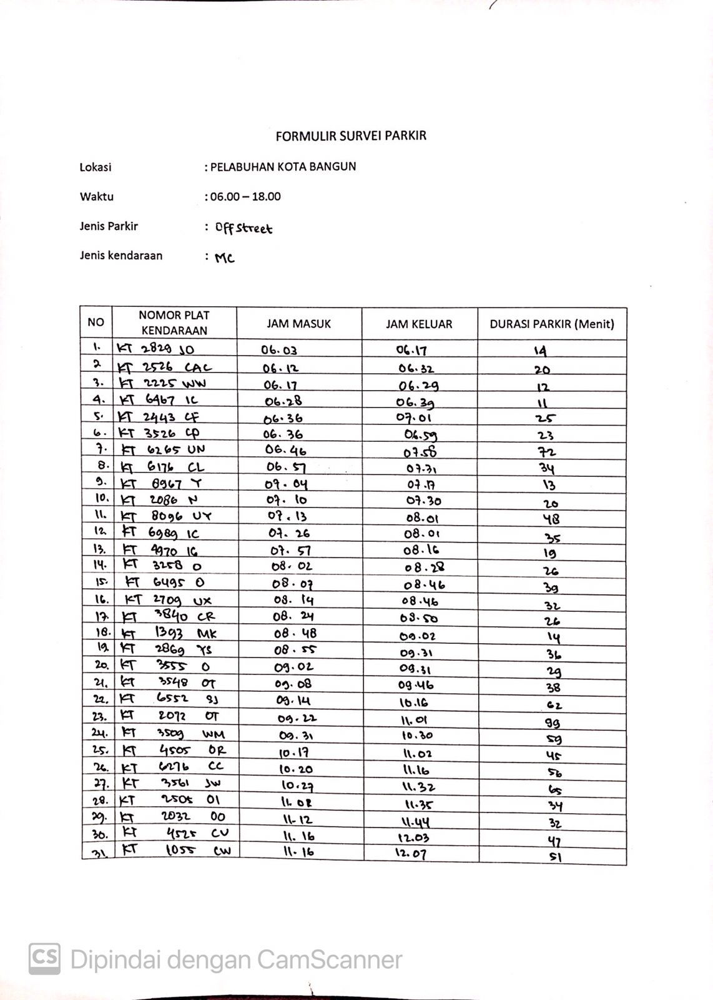 FORMULIR SURVEI PARKIR
Lokasi : PELABUHAN KOTA BANGUN
Waktu : 06.00 – 18.00
Jenis Parkir : Off Street
Jenis kendaraan : MC
NO NOMOR PLAT KENDARAAN JAM MASUK JAM KELUAR DURASI PARKIR (Menit)
1. KT 2829 JO 06.03 06.17 14
2 KT 2526 CAC 06.12 06.32 20
3. KT 2225 WW 06.17 06.29 12
4. KT 6467 IC 06.28 06.39 11
5. KT 2443 CF 06.36 07.01 25
6. KT 3526 CP 06.36 06.59 23
7. KT 6265 UN 06.46 07.58 72
8. KT 6176 CL 06.57 07.31 34
9. KT 8967 Y 07.04 07.17 13
10. KT 2086 N 07.10 07.30 20
11. KT 8096 UY 07.13 08.01 48
12 KT 6989 IC 07.26 08.01 35
13. KT 4970 IG 07.57 08.16 19
14. KT 3258 O 08.02 08.28 26
15. KT 6495 O 08.07 08.46 39
16. KT 2709 UX 08.14 08.46 32
17. KT 3840 CR 08.24 08.50 26
18. KT 1393 MK 08.48 09.02 14
19 KT 2869 YS 08.55 09.31 36
20. KT 3555 O 09.02 09.31 29
21. KT 3548 OT 09.08 09.46 38
22. KT 6552 SJ 09.14 10.16 62
23. KT 2072 OT 09.22 11.01 99
24. KT 3509 WM 09.31 10.30 59
25. KT 4505 OR 10.17 11.02 45
26. KT 6276 CC 10.20 11.16 56
27. KT 3561 JW 10.27 11.32 65
28. KT 2505 OI 11.02 11.35 34
29. KT 2032 OO 11-12 11.44 32
30. KT 4525 CU 11.16 12.03 47
31. KT 1055 CW 11.16 12.07 51
CS Dipindai dengan CamScanner